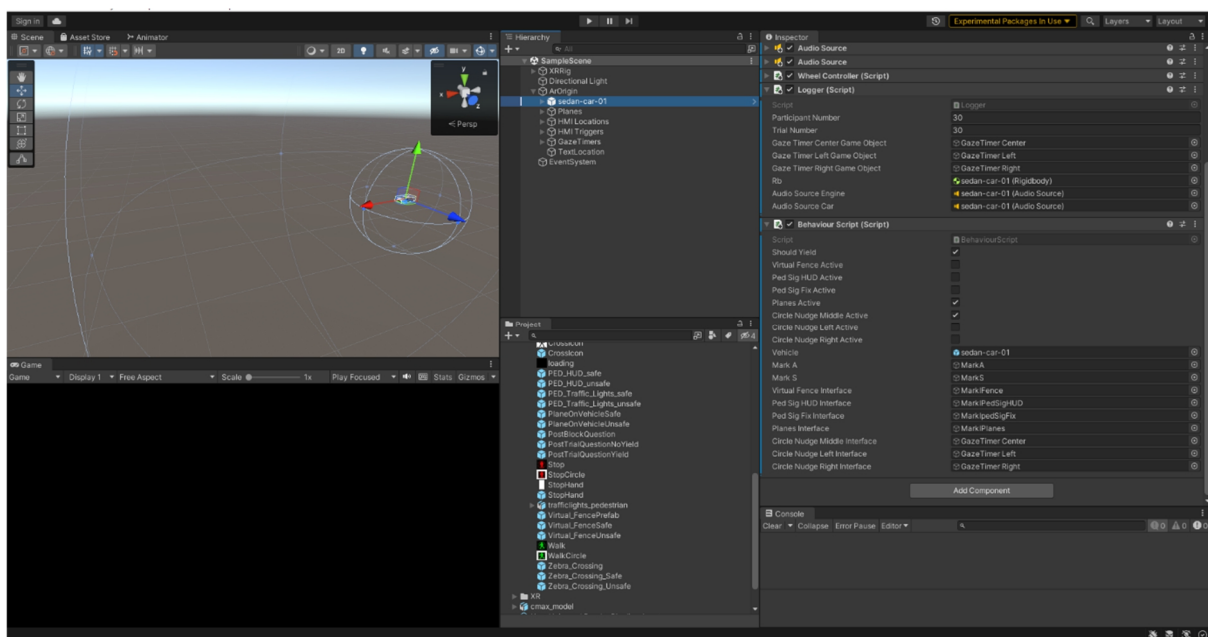 Sign in
Experimental Packages In Use
Layers
Layout
Scene
Asset Store
Animator
2D
y
x
z
Persp
Game
Game
Display 1
Free Aspect
Scale
1x
Play Focused
Stats
Gizmos
Hierarchy
All
SampleScene
XRRig
Directional Light
ArOrigin
sedan-car-01
Planes
HMI Locations
HMI Triggers
GazeTimers
TextLocation
EventSystem
Project
4
CrossIcon
CrossIcon
loading
PED_HUD_safe
PED_HUD_unsafe
PED_Traffic_Lights_safe
PED_Traffic_Lights_unsafe
PlaneOnVehicleSafe
PlaneOnVehicleUnsafe
PostBlockQuestion
PostTrialQuestionNoYield
PostTrialQuestionYield
Stop
StopCircle
StopHand
StopHand
trafficlights_pedestrian
Virtual_FencePrefab
Virtual_FenceSafe
Virtual_FenceUnsafe
Walk
WalkCircle
Zebra_Crossing
Zebra_Crossing_Safe
Zebra_Crossing_Unsafe
XR
cmax_model
Inspector
Audio Source
Audio Source
Wheel Controller (Script)
Logger (Script)
Script Logger
Participant Number 30
Trial Number 30
Gaze Timer Center Game Object GazeTimer Center
Gaze Timer Left Game Object GazeTimer Left
Gaze Timer Right Game Object GazeTimer Right
Rb sedan-car-01 (Rigidbody)
Audio Source Engine sedan-car-01 (Audio Source)
Audio Source Car sedan-car-01 (Audio Source)
Behaviour Script (Script)
Script BehaviourScript
Should Yield
Virtual Fence Active
Ped Sig HUD Active
Ped Sig Fix Active
Planes Active
Circle Nudge Middle Active
Circle Nudge Left Active
Circle Nudge Right Active
Vehicle sedan-car-01
Mark A MarkA
Mark S MarkS
Virtual Fence Interface MarkIFence
Ped Sig HUD Interface MarkIPedSigHUD
Ped Sig Fix Interface MarkIpedSigFix
Planes Interface MarkIPlanes
Circle Nudge Middle Interface GazeTimer Center
Circle Nudge Left Interface GazeTimer Left
Circle Nudge Right Interface GazeTimer Right
Add Component
Console
Clear Collapse Error Pause Editor
0 0 0